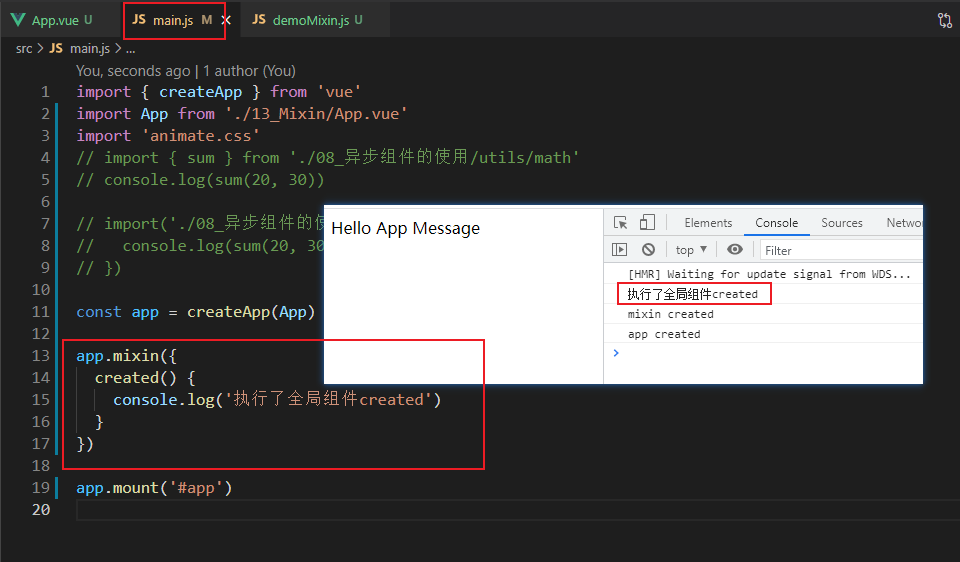 App.vue U
JS main.js M ×
JS demoMixin.js U
src > JS main.js > ...
You, seconds ago | 1 author (You)
1 import { createApp } from 'vue'
2 import App from './13_Mixin/App.vue'
3 import 'animate.css'
4 // import { sum } from './08_异步组件的使用/utils/math'
5 // console.log(sum(20, 30))
6
7 // import('./08_异步组件的使
8 //   console.log(sum(20, 30
9 // })
10
11 const app = createApp(App)
12
13 app.mixin({
14   created() {
15     console.log('执行了全局组件created')
16   }
17 })
18
19 app.mount('#app')
20
Hello App Message
Elements Console Sources Networ
top ▼ Filter
[HMR] Waiting for update signal from WDS...
执行了全局组件created
mixin created
app created
>